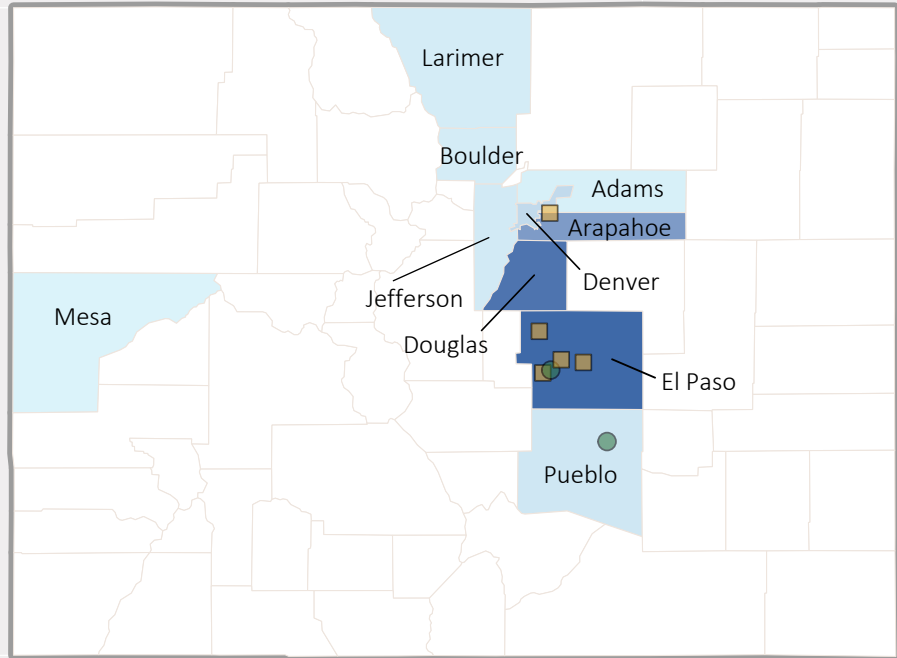 Larimer
Boulder
Adams
Arapahoe
Denver
Jefferson
Mesa
Douglas
El Paso
Pueblo